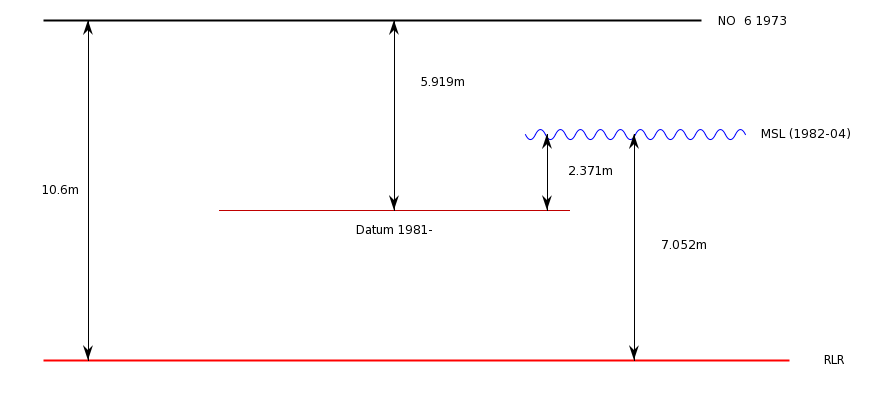 NO  6 1973
5.919m
MSL (1982-04)
2.371m
10.6m
Datum 1981-
7.052m
RLR